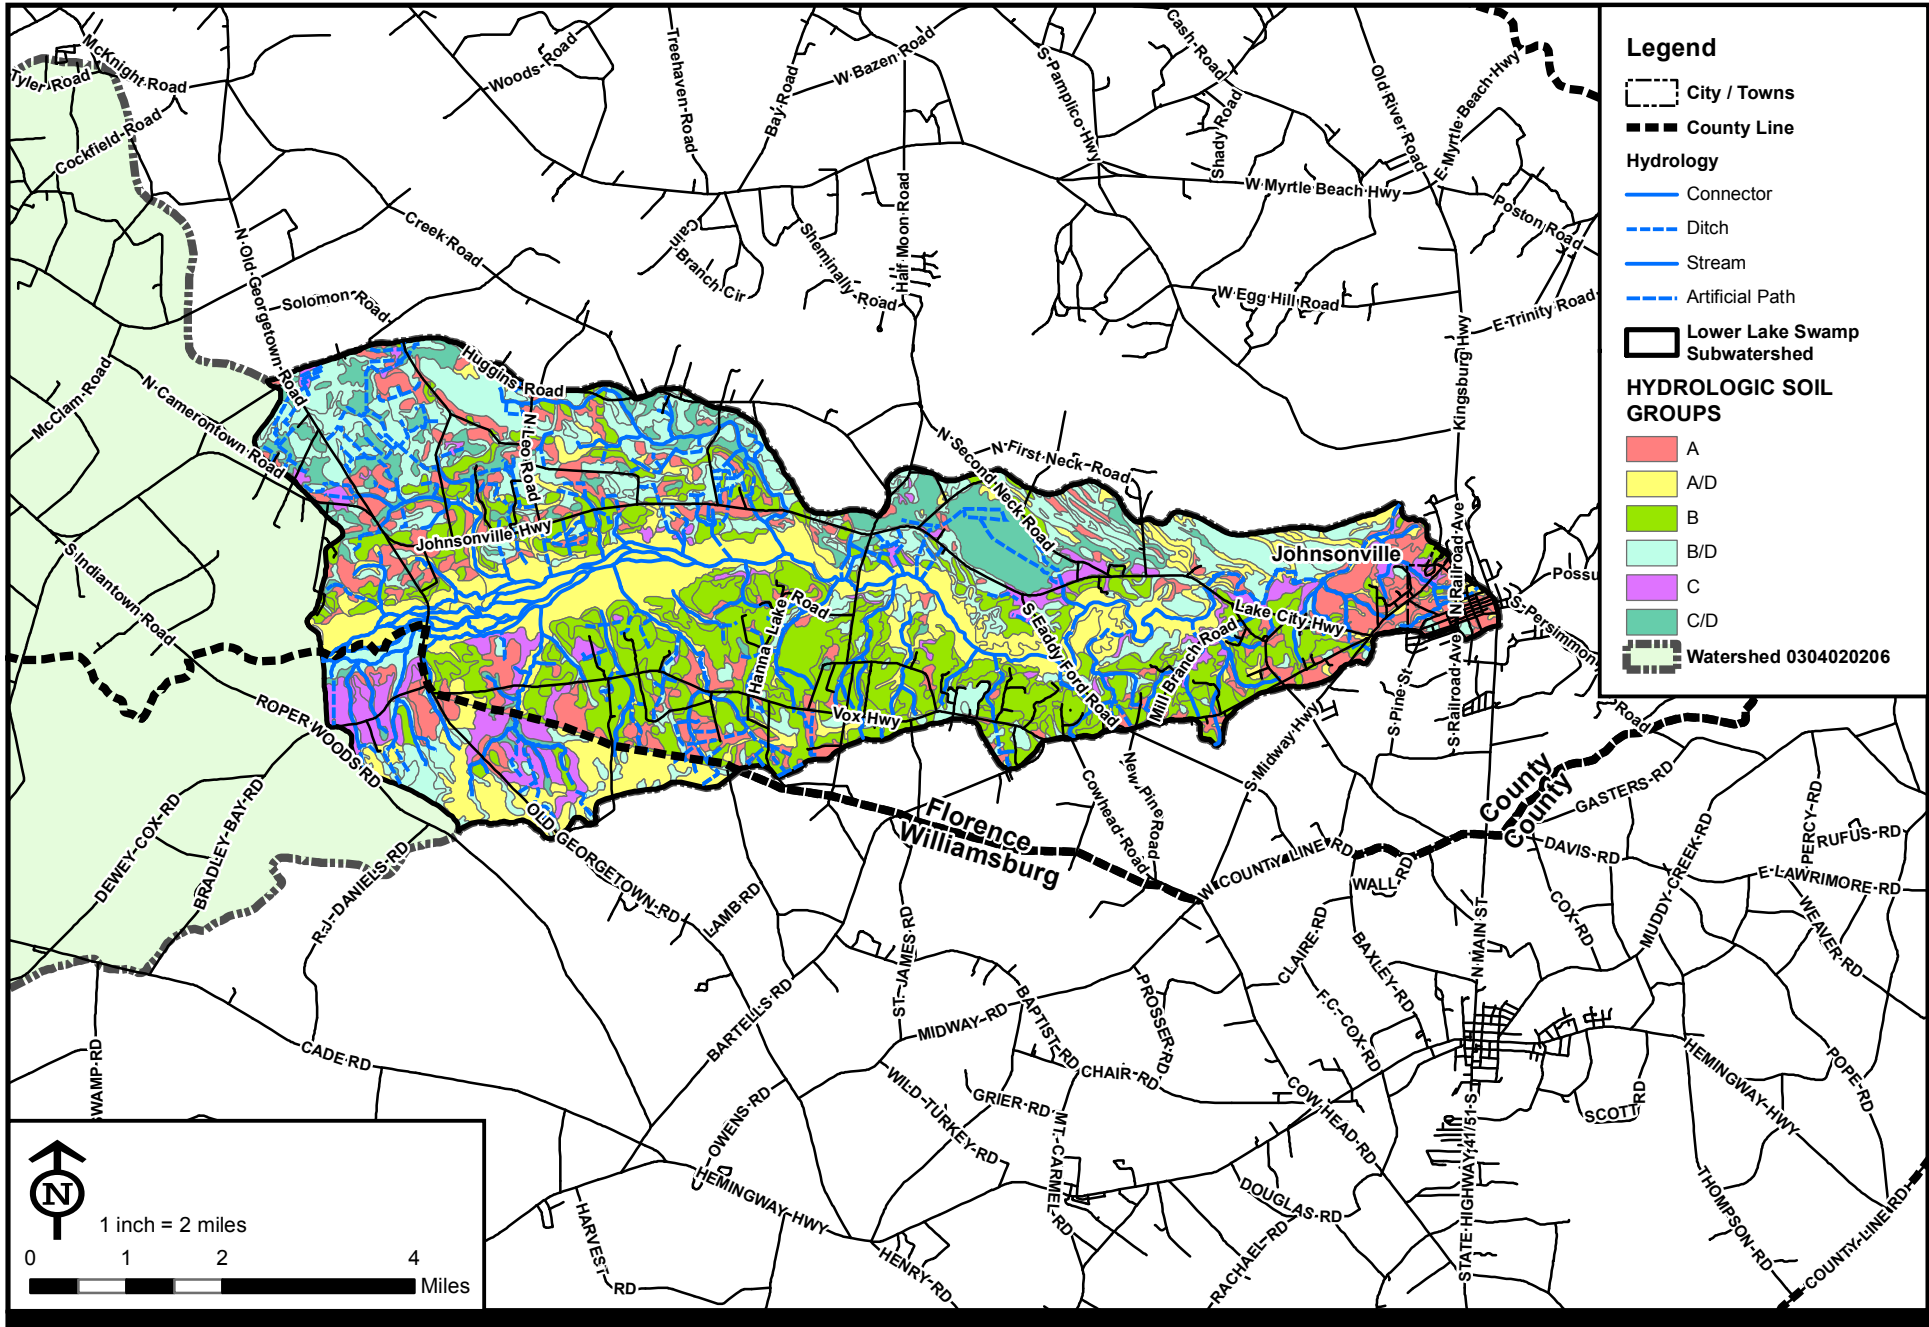 Legend
City / Towns
County Line
Hydrology
Connector
Ditch
Stream
Artificial Path
Lower Lake Swamp
Subwatershed
HYDROLOGIC SOIL
GROUPS
A
A/D
B
B/D
C
C/D
Watershed 0304020206
McKnight Road
Tyler Road
Cockfield Road
Woods Road
Treehaven Road
Bay Road
W Bazen Road
S Pamplico Hwy
Cash Road
Shady Road
Old River Road
E Myrtle Beach Hwy
W Myrtle Beach Hwy
Poston Road
N Old Georgetown Road
Creek Road
Solomon Road
Cain Branch Cir
Sheminally Road
Half Moon Road
W Egg Hill Road
E Trinity Road
Kingsburg Hwy
McClam Road
N Camerontown Road
Huggins Road
N Leo Road
N Second Neck Road
N First Neck Road
Johnsonville Hwy
Johnsonville
N Railroad Ave
Possu
S Persimmon
Road
S Indiantown Road
Hanna Lake Road
S Eaddy Ford Road
Lake City Hwy
Mill Branch Road
Vox Hwy
S Pine St
S Railroad Ave
ROPER WOODS RD
S Midway Hwy
New Pine Road
Cowhead Road
Florence
Williamsburg
County
County
GASTERS RD
DEWEY COX RD
BRADLEY BAY RD
R J DANIELS RD
OLD GEORGETOWN RD
LAMB RD
W COUNTY LINE RD
WALL RD
DAVIS RD
PERCY RD
RUFUS RD
E LAWRIMORE RD
MUDDY CREEK RD
COX RD
WEAVER RD
CLAIRE RD
BAXLEY RD
N MAIN ST
F.C. COX RD
ST. JAMES RD
MIDWAY RD
BAPTIST RD
PROSSER RD
BARTELLS RD
CADE RD
SWAMP RD
CHAIR RD
WILD TURKEY RD
GRIER RD
MT. CARMEL RD
OWENS RD
COW HEAD RD
HEMINGWAY HWY
POPE RD
SCOTT RD
HEMINGWAY HWY
HARVEST RD
HENRY RD
DOUGLAS RD
RACHAEL RD
STATE HIGHWAY 41/51 S
THOMPSON RD
COUNTY LINE RD
N
1 inch = 2 miles
0 1 2 4
Miles